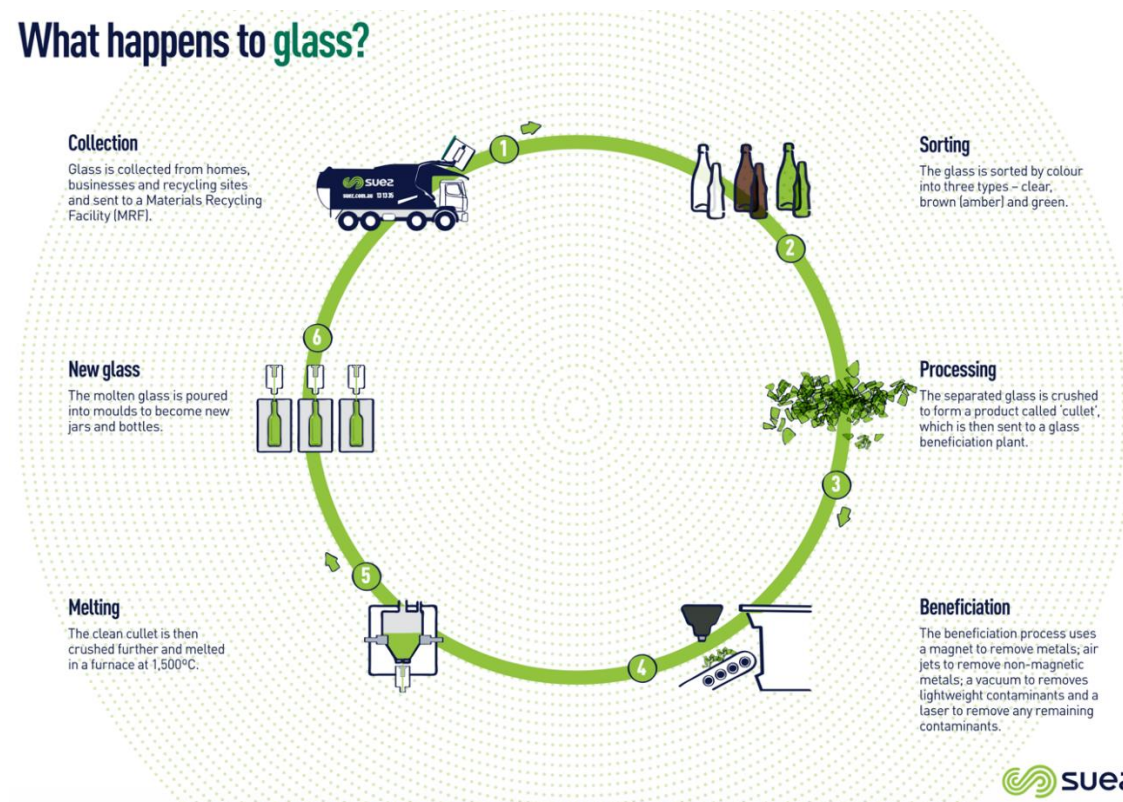 What happens to glass?
Collection
Glass is collected from homes,
businesses and recycling sites
and sent to a Materials Recycling
Facility (MRF).
suez
suez.com.au 13 13 35
1
Sorting
The glass is sorted by colour
into three types – clear,
brown (amber) and green.
2
6
New glass
The molten glass is poured
into moulds to become new
jars and bottles.
Processing
The separated glass is crushed
to form a product called ‘cullet’,
which is then sent to a glass
beneficiation plant.
3
5
Melting
The clean cullet is then
crushed further and melted
in a furnace at 1,500ºC.
4
Beneficiation
The beneficiation process uses
a magnet to remove metals; air
jets to remove non-magnetic
metals; a vacuum to removes
lightweight contaminants and a
laser to remove any remaining
contaminants.
suez